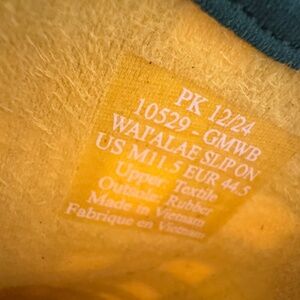 PK 12/24
10529 - GMWB
WAI'ALAE SLIP ON
US M11.5 EUR 44.5
Upper: Textile
Outsole: Rubber
Made in Vietnam
Fabrique en Vietnam